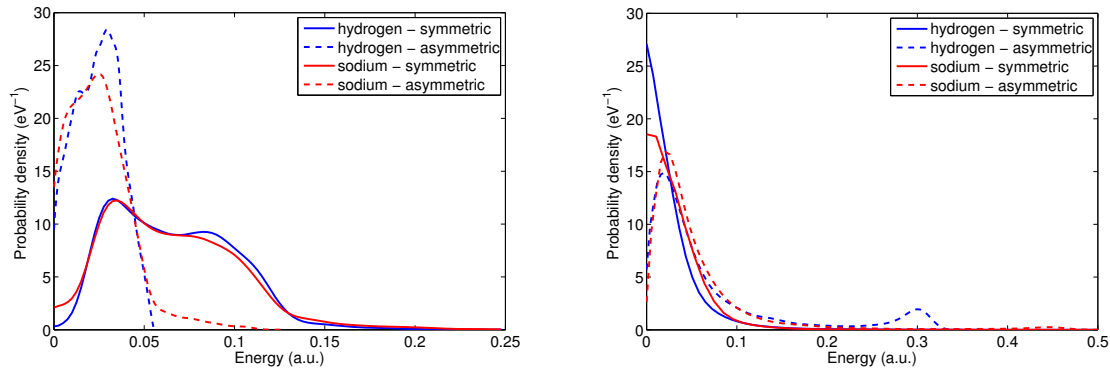 30
25
20
15
10
5
0
Probability density (eV⁻¹)
0
0.05
0.1
0.15
0.2
0.25
Energy (a.u.)
hydrogen − symmetric
hydrogen − asymmetric
sodium − symmetric
sodium − asymmetric
30
25
20
15
10
5
0
Probability density (eV⁻¹)
0
0.1
0.2
0.3
0.4
0.5
Energy (a.u.)
hydrogen − symmetric
hydrogen − asymmetric
sodium − symmetric
sodium − asymmetric